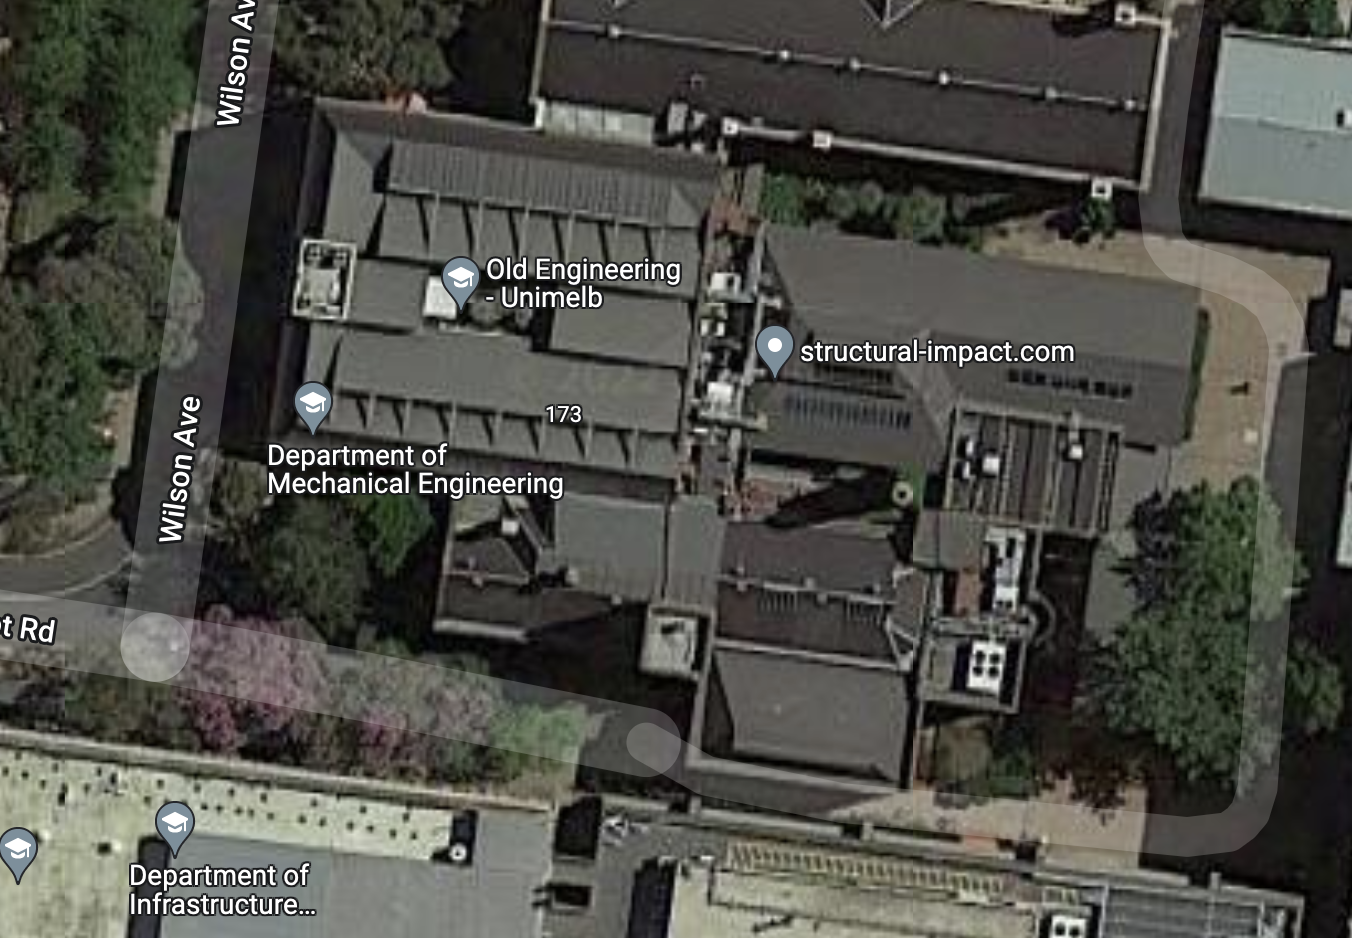 Wilson Av
Old Engineering
- Unimelb
structural-impact.com
173
Wilson Ave
Department of
Mechanical Engineering
t Rd
Department of
Infrastructure...